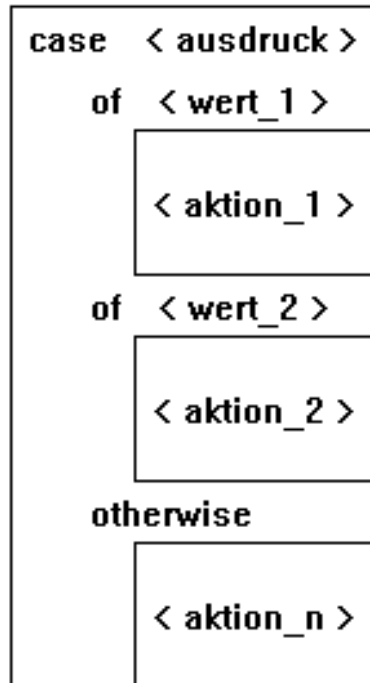 case < ausdruck >
of < wert_1 >
< aktion_1 >
of < wert_2 >
< aktion_2 >
otherwise
< aktion_n >